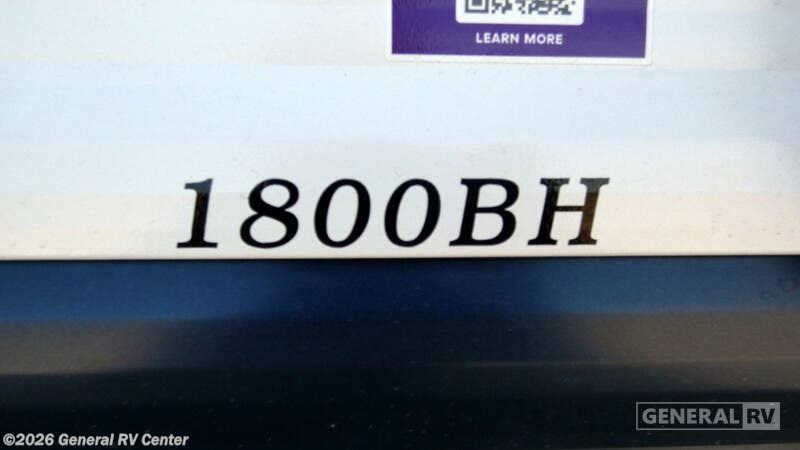 LEARN MORE
1800BH
GENERAL RV
©2026 General RV Center